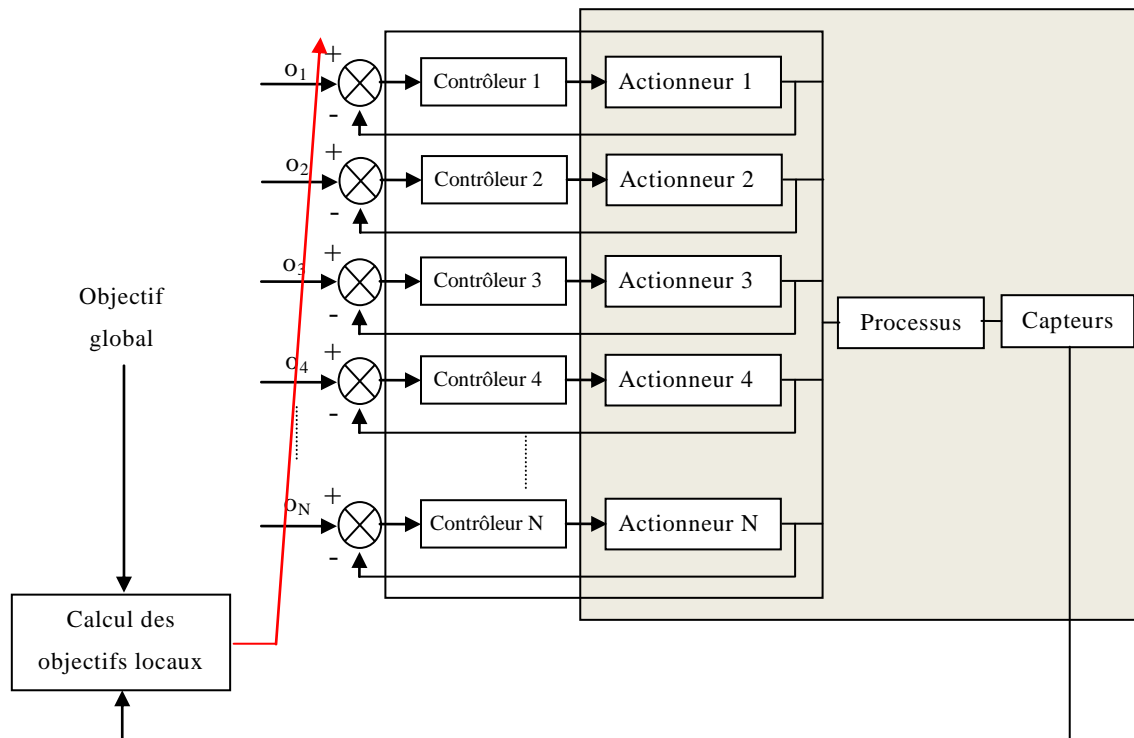 +
o1
Contrôleur 1
Actionneur 1
-
+
o2
Contrôleur 2
Actionneur 2
-
+
o3
Contrôleur 3
Actionneur 3
-
Objectif
global
Processus
Capteurs
+
o4
Contrôleur 4
Actionneur 4
-
+
oN
Contrôleur N
Actionneur N
-
Calcul des
objectifs locaux